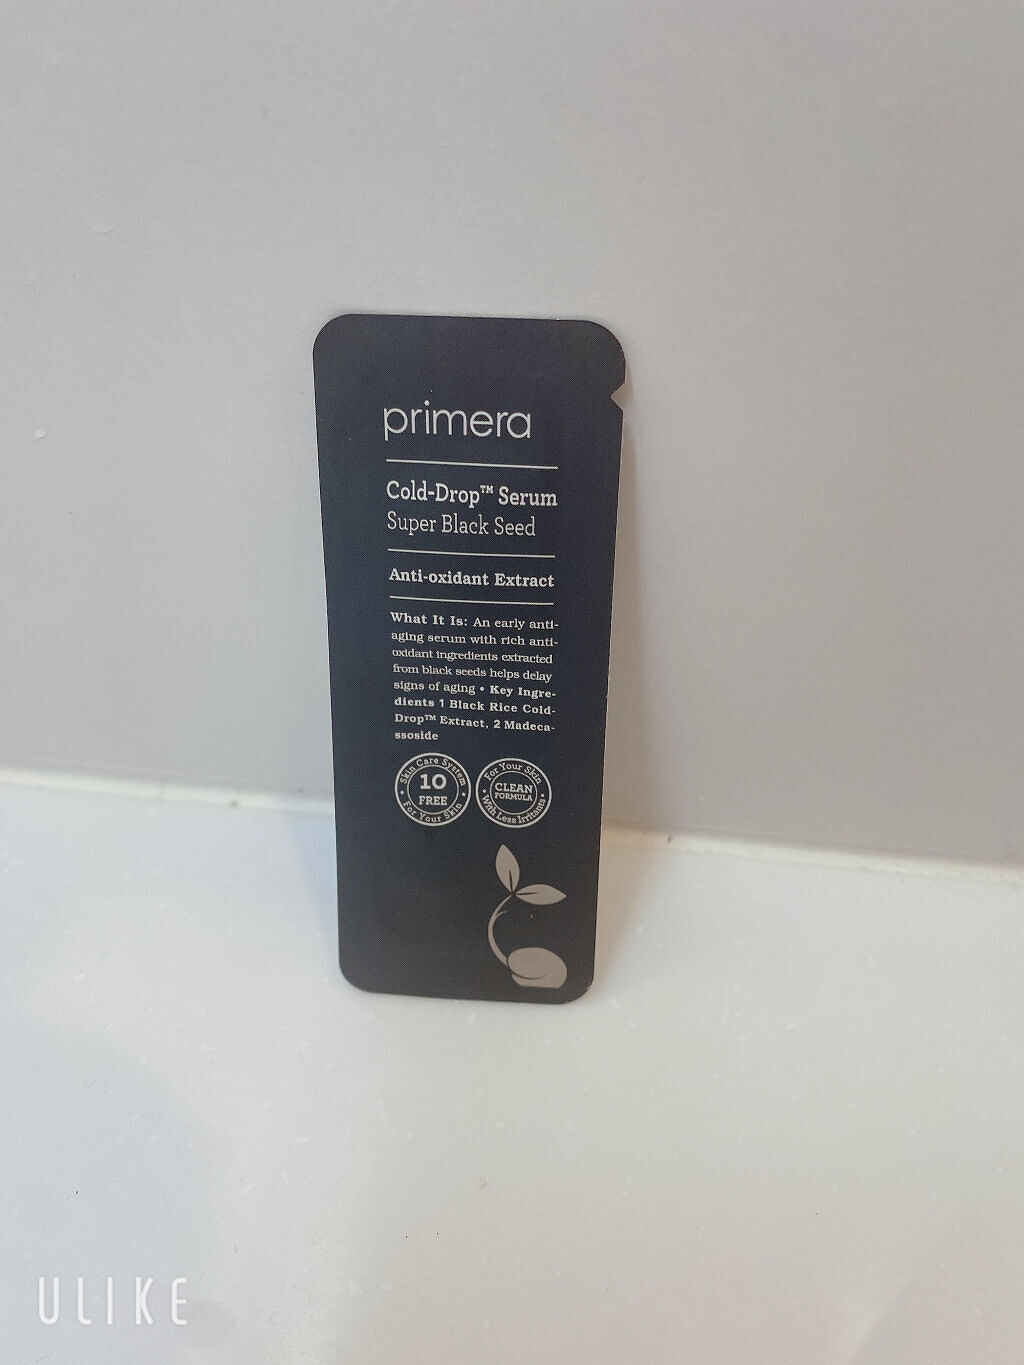 primera
Cold-Drop™ Serum
Super Black Seed
Anti-oxidant Extract
What It Is: An early anti-
aging serum with rich anti-
oxidant ingredients extracted
from black seeds helps delay
signs of aging • Key Ingre-
dients 1 Black Rice Cold-
Drop™ Extract, 2 Madeca-
ssoside
Skin Care System
10
FREE
For Your Skin
For Your Skin
CLEAN
FORMULA
With Less Irritants
ULIKE